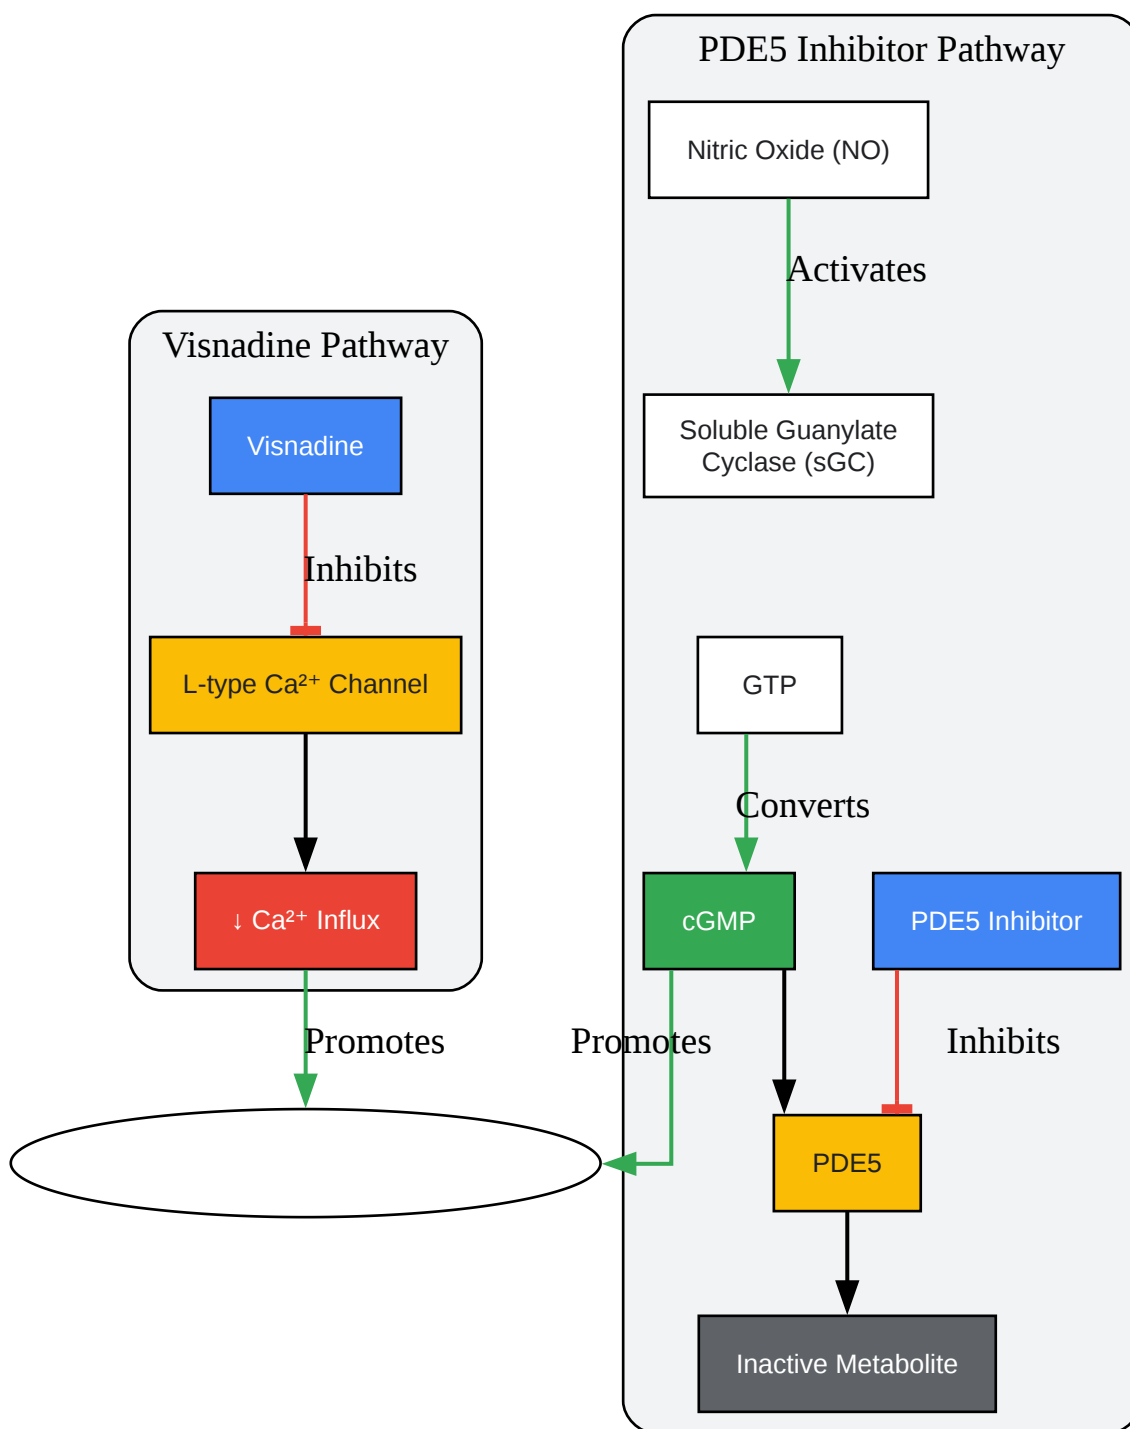 PDE5 Inhibitor Pathway
Nitric Oxide (NO)
Activates
Visnadine Pathway
Visnadine
Soluble Guanylate
Cyclase (sGC)
Inhibits
L-type Ca²⁺ Channel
GTP
Converts
↓ Ca²⁺ Influx
cGMP
PDE5 Inhibitor
Promotes
Promotes
Inhibits
PDE5
Inactive Metabolite